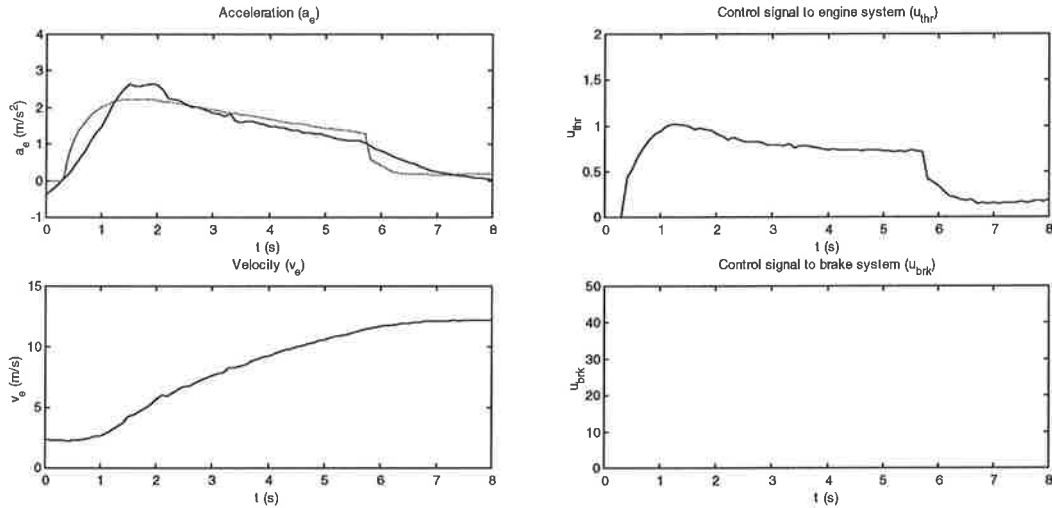 Acceleration (a_e)
4
3
2
1
0
-1
a_e (m/s^2)
0 1 2 3 4 5 6 7 8
t (s)
Control signal to engine system (u_thr)
2
1.5
1
0.5
0
u_thr
0 1 2 3 4 5 6 7 8
t (s)
Velocity (v_e)
15
10
5
0
v_e (m/s)
0 1 2 3 4 5 6 7 8
t (s)
Control signal to brake system (u_brk)
50
40
30
20
10
0
u_brk
0 1 2 3 4 5 6 7 8
t (s)